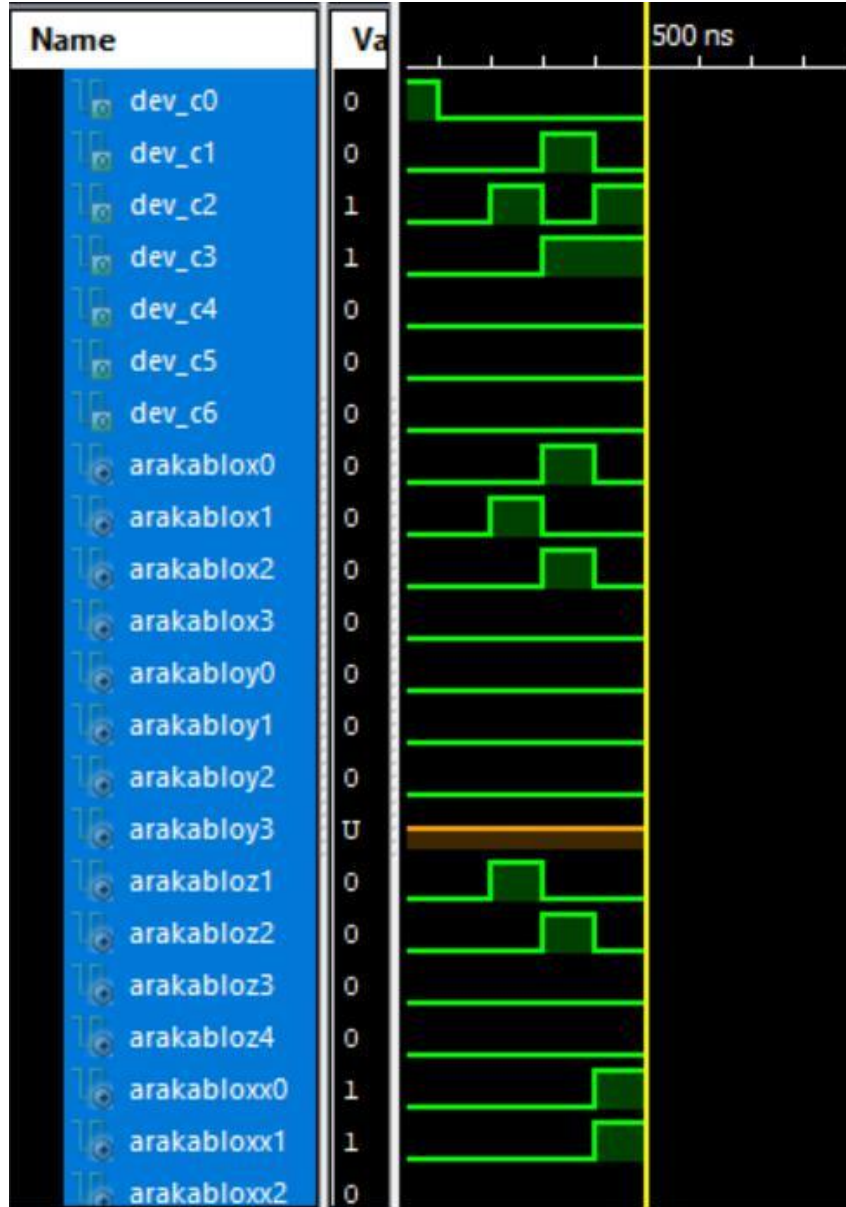 Name Va 500 ns
dev_c0 0
dev_c1 0
dev_c2 1
dev_c3 1
dev_c4 0
dev_c5 0
dev_c6 0
arakablox0 0
arakablox1 0
arakablox2 0
arakablox3 0
arakabloy0 0
arakabloy1 0
arakabloy2 0
arakabloy3 U
arakabloz1 0
arakabloz2 0
arakabloz3 0
arakabloz4 0
arakabloxx0 1
arakabloxx1 1
arakabloxx2 0